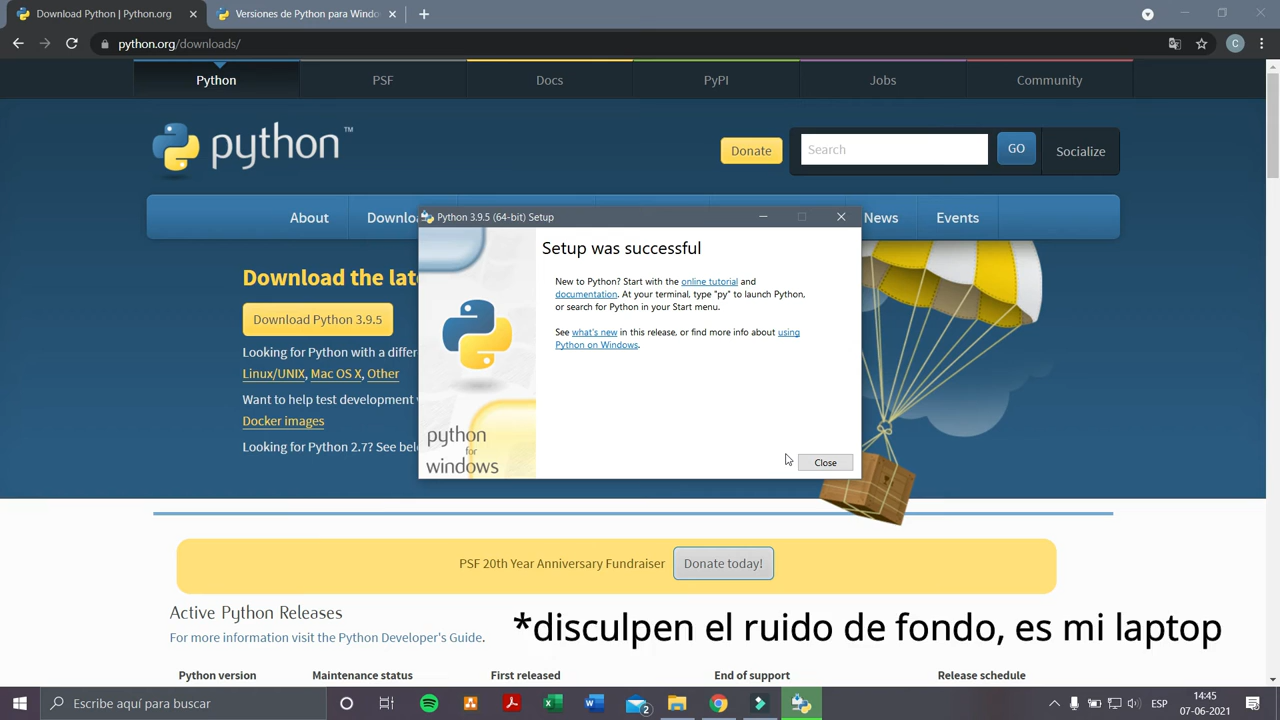 Download Python | Python.org
Versiones de Python para Windo
python.org/downloads/
C
Python
PSF
Docs
PyPI
Jobs
Community
python™
Donate
Search
GO
Socialize
About
Downlo
News
Events
Python 3.9.5 (64-bit) Setup
Setup was successful
New to Python? Start with the online tutorial and
documentation. At your terminal, type "py" to launch Python,
or search for Python in your Start menu.
See what's new in this release, or find more info about using
Python on Windows.
python
for
windows
Close
Download the lat
Download Python 3.9.5
Looking for Python with a differ
Linux/UNIX, Mac OS X, Other
Want to help test development
Docker images
Looking for Python 2.7? See bel
PSF 20th Year Anniversary Fundraiser
Donate today!
Active Python Releases
For more information visit the Python Developer's Guide.
*disculpen el ruido de fondo, es mi laptop
Python version
Maintenance status
First released
End of support
Release schedule
Escribe aquí para buscar
2
ESP
14:45
07-06-2021